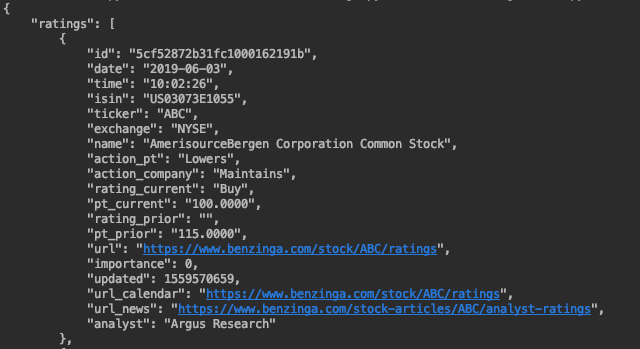 {
"ratings": [
{
"id": "5cf52872b31fc1000162191b",
"date": "2019-06-03",
"time": "10:02:26",
"isin": "US03073E1055",
"ticker": "ABC",
"exchange": "NYSE",
"name": "AmerisourceBergen Corporation Common Stock",
"action_pt": "Lowers",
"action_company": "Maintains",
"rating_current": "Buy",
"pt_current": "100.0000",
"rating_prior": "",
"pt_prior": "115.0000",
"url": "https://www.benzinga.com/stock/ABC/ratings",
"importance": 0,
"updated": 1559570659,
"url_calendar": "https://www.benzinga.com/stock/ABC/ratings",
"url_news": "https://www.benzinga.com/stock-articles/ABC/analyst-ratings",
"analyst": "Argus Research"
},